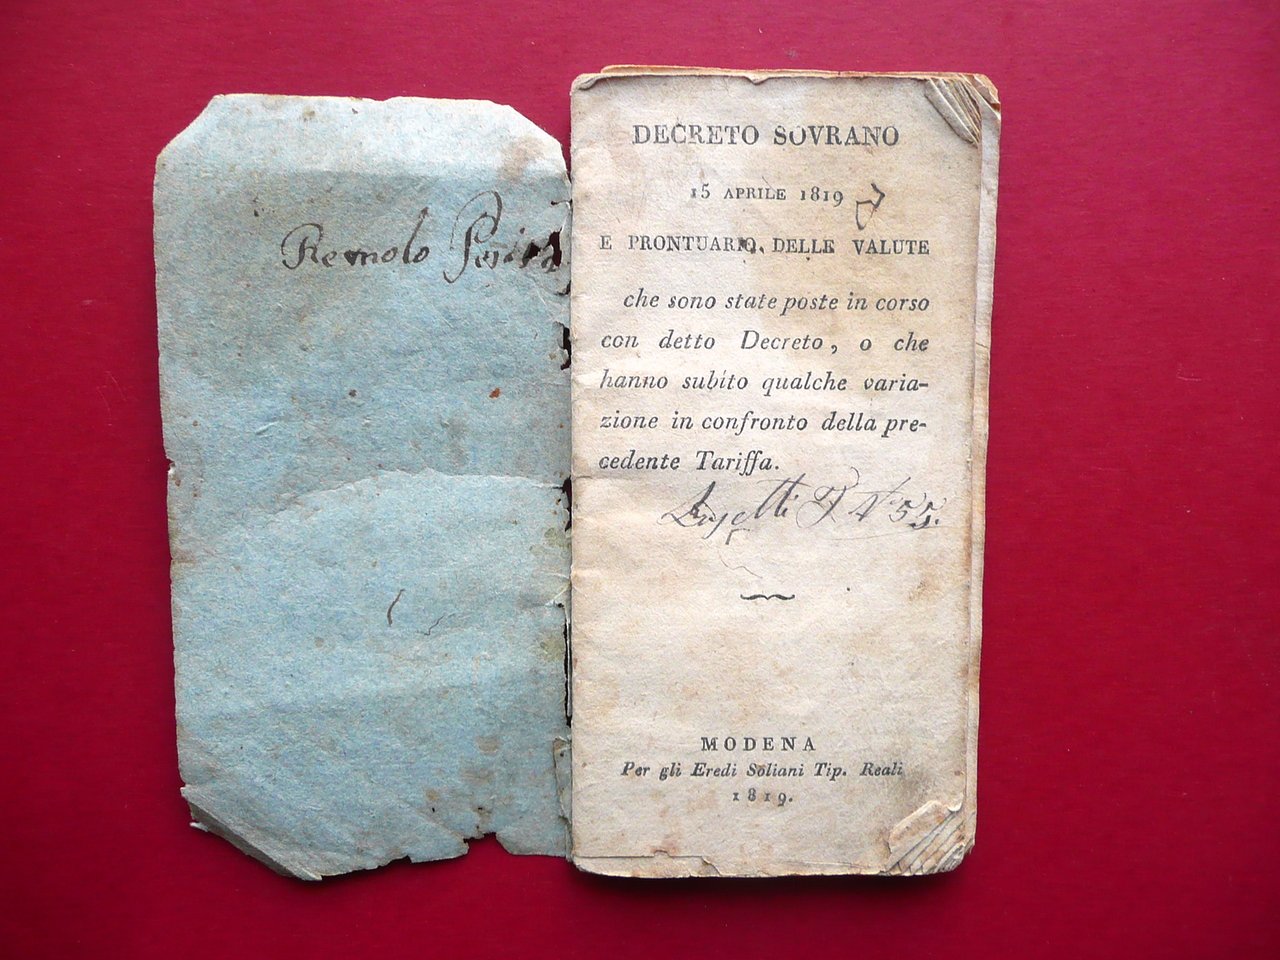 Remolo
DECRETO SOVRANO
15 APRILE 1819
E PRONTUARIO DELLE VALUTE
che sono state poste in corso
con detto Decreto, o che
hanno subito qualche varia-
zione in confronto della pre-
cedente Tariffa.
MODENA
Per gli Eredi Soliani Tip. Reali
1819.